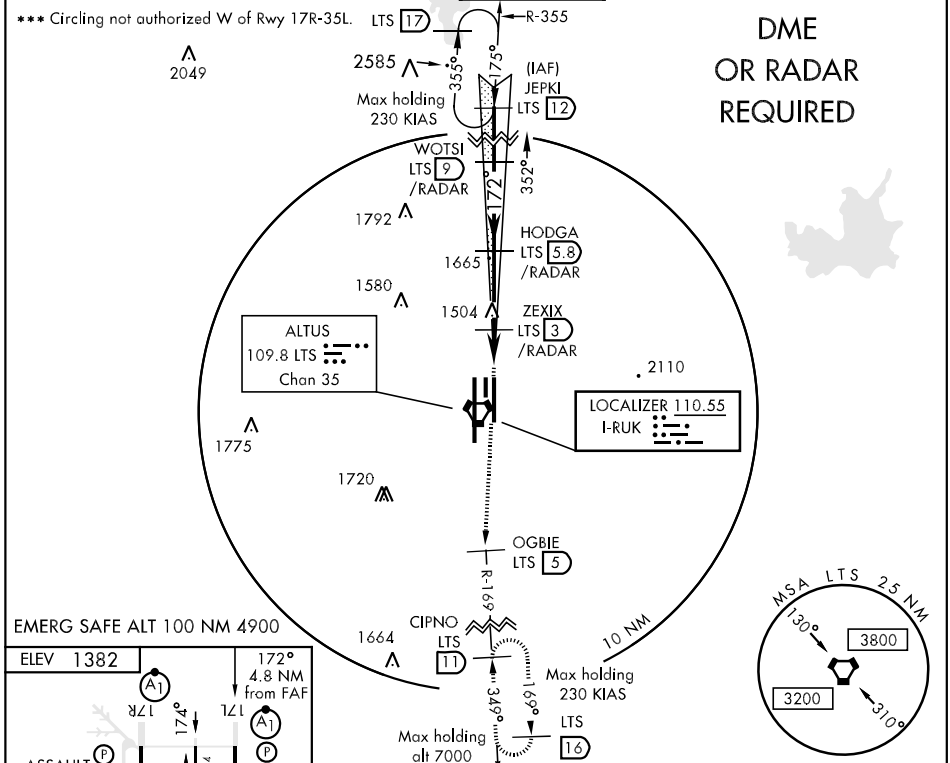 *** Circling not authorized W of Rwy 17R-35L.
LTS 17
R-355
DME
OR RADAR
REQUIRED
2049
2585
355°
175°
(IAF)
JEPKI
LTS 12
Max holding
230 KIAS
WOTSI
LTS 9
/RADAR
352°
172°
1792
HODGA
LTS 5.8
/RADAR
1665
1580
1504
ZEXIX
LTS 3
/RADAR
ALTUS
109.8 LTS
Chan 35
2110
LOCALIZER 110.55
I-RUK
1775
1720
OGBIE
LTS 5
R-169
MSA LTS 25 NM
130°
3800
3200
310°
EMERG SAFE ALT 100 NM 4900
1664
CIPNO
LTS
11
10 NM
ELEV 1382
172°
4.8 NM
from FAF
Max holding
230 KIAS
349°
169°
LTS
16
Max holding
alt 7000
A1
17R
174°
17L
A1
P
P
ASSAULT